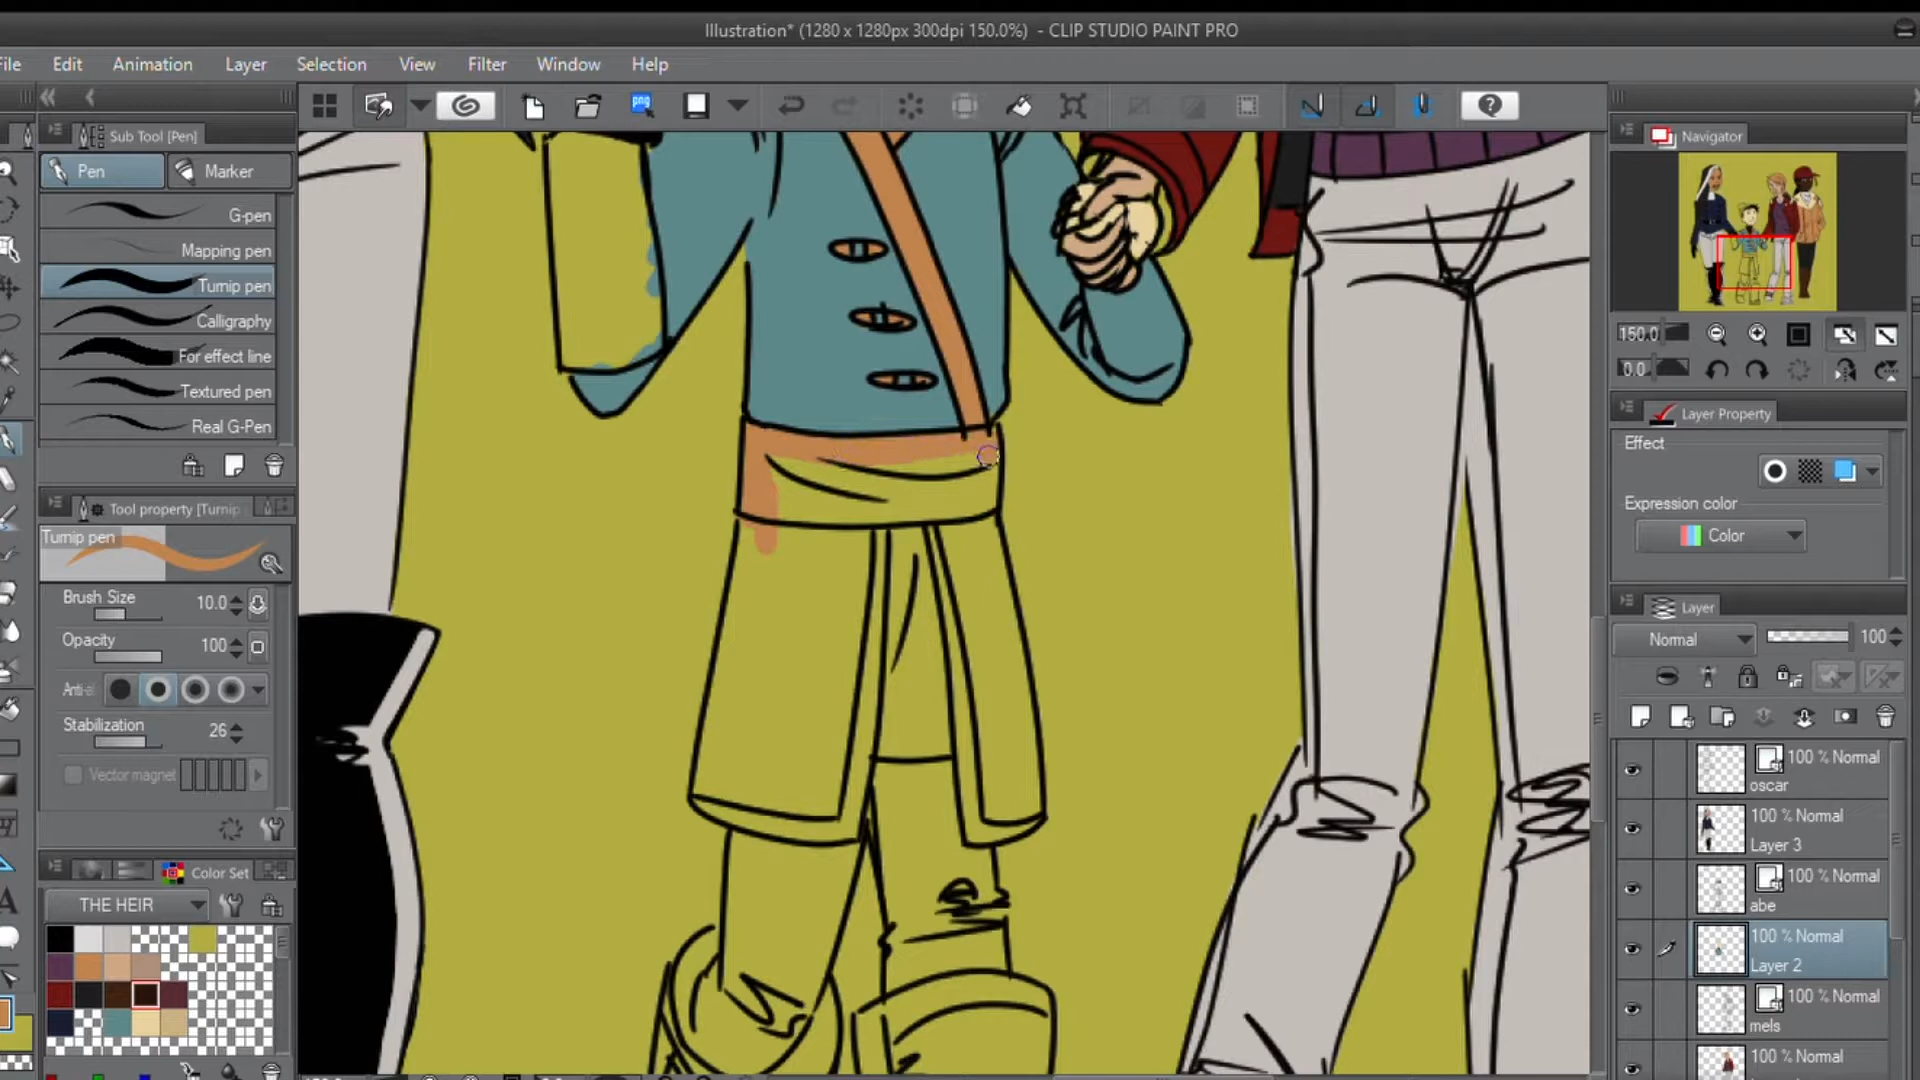 Illustration* (1280 x 1280px 300dpi 150.0%) - CLIP STUDIO PAINT PRO
File Edit Animation Layer Selection View Filter Window Help
png
Sub Tool [Pen]
Pen Marker
G-pen
Mapping pen
Turnip pen
Calligraphy
For effect line
Textured pen
Real G-Pen
Tool property [Turnip
Turnip pen
Brush Size 10.0
Opacity 100
Anti-al
Stabilization 26
Vector magnet
Color Set
THE HEIR
Navigator
150.0
0.0
Layer Property
Effect
Expression color
Color
Layer
Normal 100
100 % Normal
oscar
100 % Normal
Layer 3
100 % Normal
abe
100 % Normal
Layer 2
100 % Normal
mels
100 % Normal